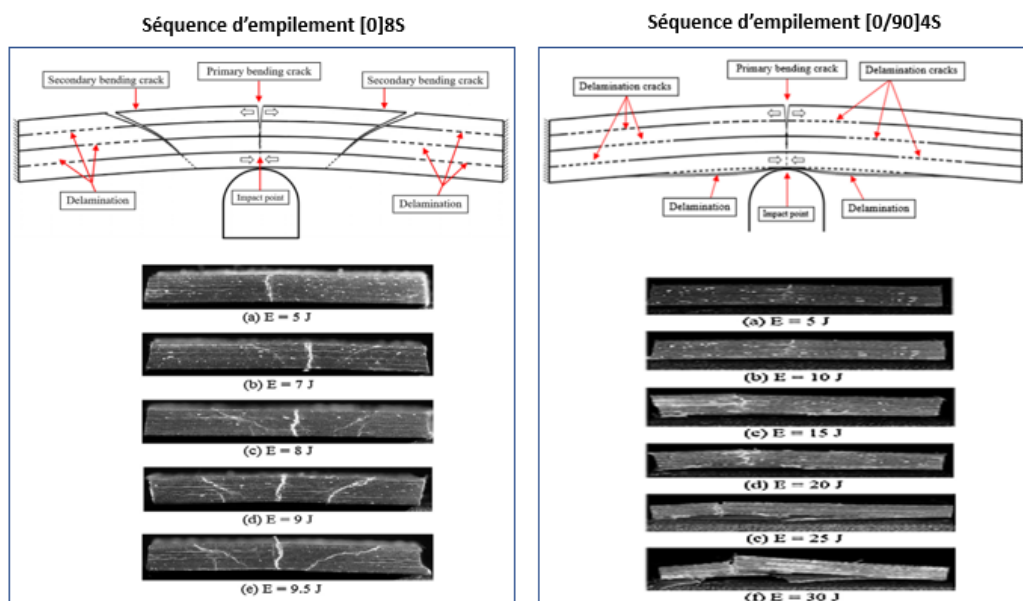 Séquence d’empilement [0]8S
Secondary bending crack
Primary bending crack
Secondary bending crack
Delamination
Impact point
Delamination
(a) E = 5 J
(b) E = 7 J
(c) E = 8 J
(d) E = 9 J
(e) E = 9.5 J
Séquence d’empilement [0/90]4S
Primary bending crack
Delamination cracks
Delamination cracks
Delamination
Impact point
Delamination
(a) E = 5 J
(b) E = 10 J
(c) E = 15 J
(d) E = 20 J
(e) E = 25 J
(f) E = 30 J